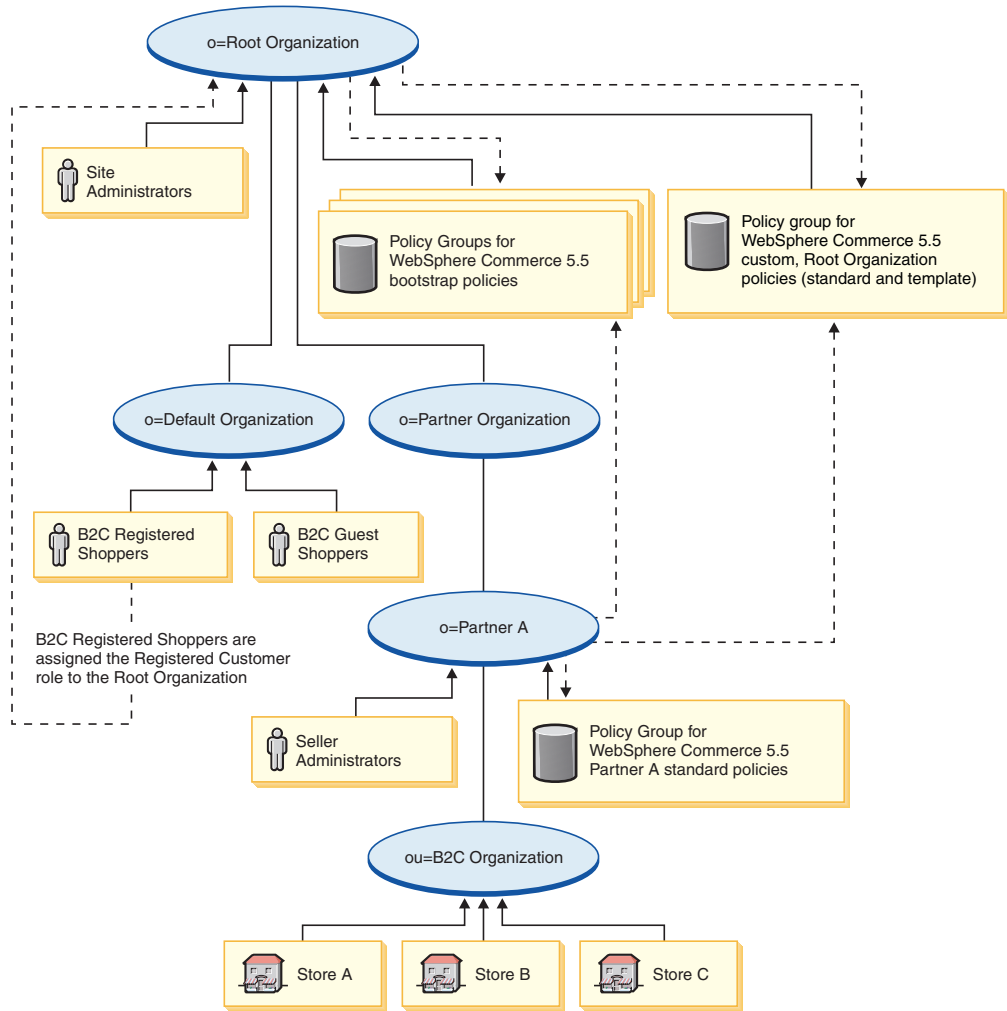 o=Root Organization
Site
Administrators
Policy Groups for
WebSphere Commerce 5.5
bootstrap policies
Policy group for
WebSphere Commerce 5.5
custom, Root Organization
policies (standard and template)
o=Default Organization
o=Partner Organization
B2C Registered
Shoppers
B2C Guest
Shoppers
B2C Registered Shoppers are
assigned the Registered Customer
role to the Root Organization
o=Partner A
Seller
Administrators
Policy Group for
WebSphere Commerce 5.5
Partner A standard policies
ou=B2C Organization
Store A
Store B
Store C